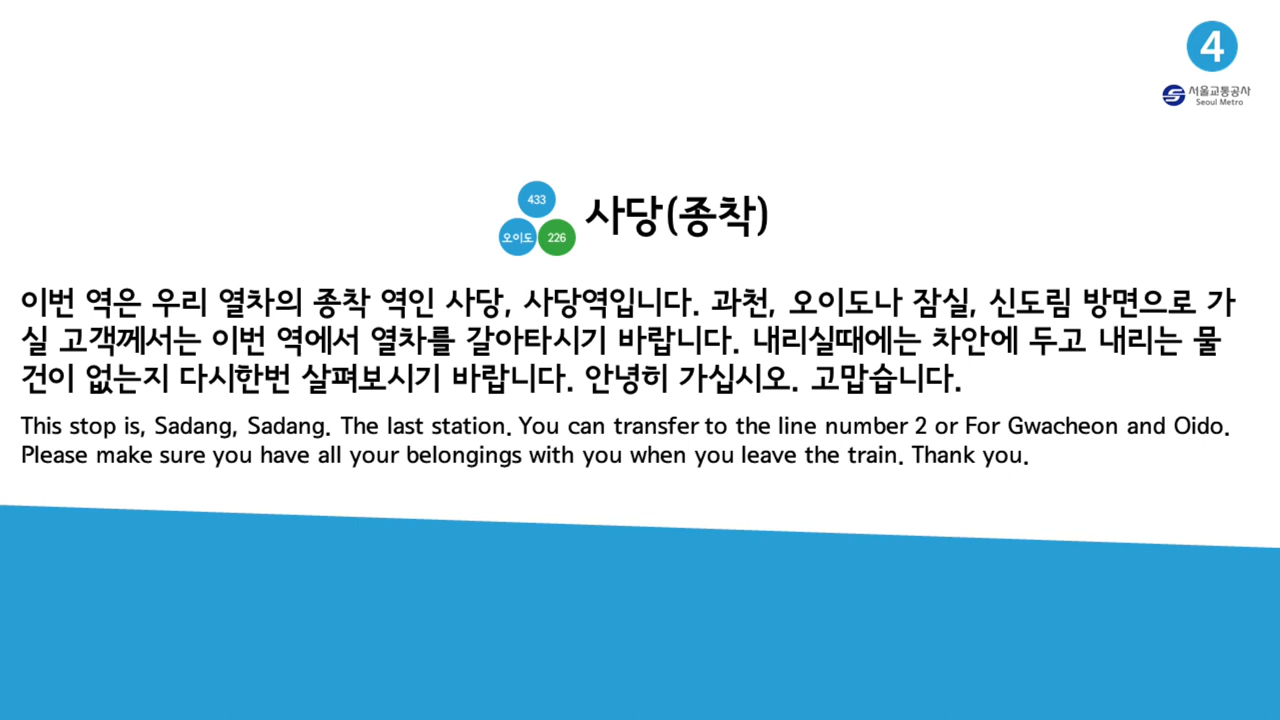 4
서울교통공사
Seoul Metro
433
오이도 226
사당(종착)
이번 역은 우리 열차의 종착 역인 사당, 사당역입니다. 과천, 오이도나 잠실, 신도림 방면으로 가
실 고객께서는 이번 역에서 열차를 갈아타시기 바랍니다. 내리실때에는 차안에 두고 내리는 물
건이 없는지 다시한번 살펴보시기 바랍니다. 안녕히 가십시오. 고맙습니다.
This stop is, Sadang, Sadang. The last station. You can transfer to the line number 2 or For Gwacheon and Oido.
Please make sure you have all your belongings with you when you leave the train. Thank you.